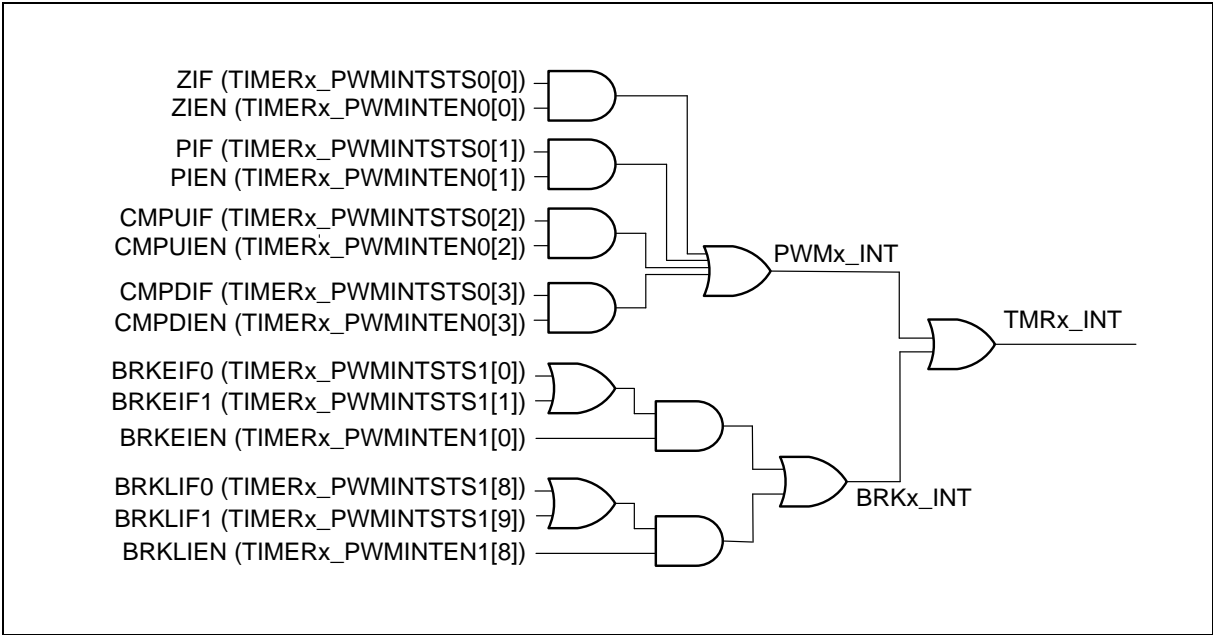 ZIF (TIMERx_PWMINTSTS0[0])
ZIEN (TIMERx_PWMINTEN0[0])
PIF (TIMERx_PWMINTSTS0[1])
PIEN (TIMERx_PWMINTEN0[1])
CMPUIF (TIMERx_PWMINTSTS0[2])
CMPUIEN (TIMERx_PWMINTEN0[2])
PWMx_INT
CMPDIF (TIMERx_PWMINTSTS0[3])
CMPDIEN (TIMERx_PWMINTEN0[3])
TMRx_INT
BRKEIF0 (TIMERx_PWMINTSTS1[0])
BRKEIF1 (TIMERx_PWMINTSTS1[1])
BRKEIEN (TIMERx_PWMINTEN1[0])
BRKLIF0 (TIMERx_PWMINTSTS1[8])
BRKx_INT
BRKLIF1 (TIMERx_PWMINTSTS1[9])
BRKLIEN (TIMERx_PWMINTEN1[8])